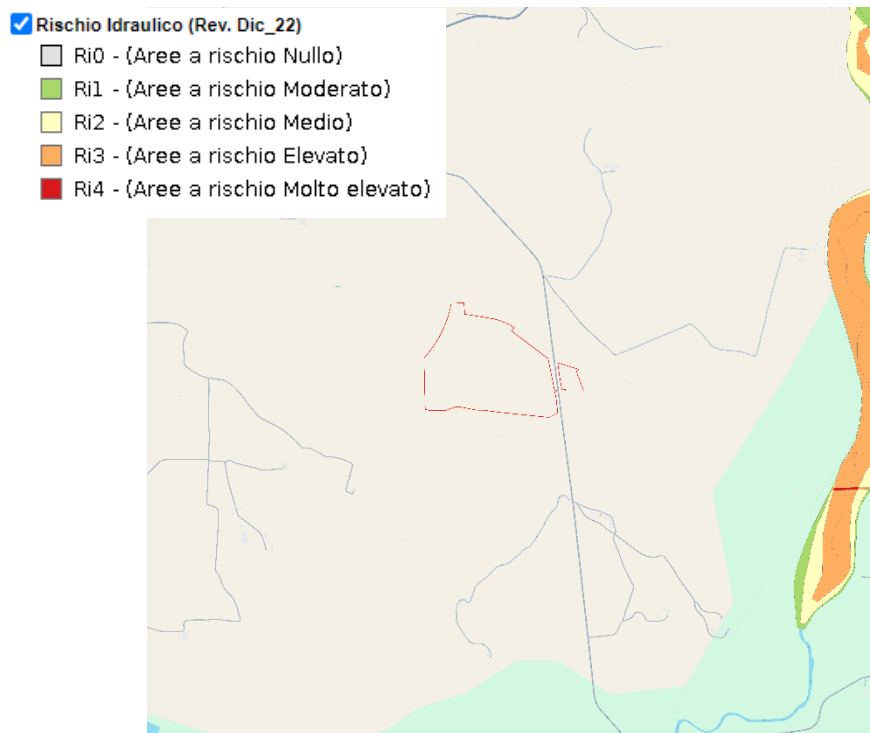 Rischio Idraulico (Rev. Dic_22)
Ri0 - (Aree a rischio Nullo)
Ri1 - (Aree a rischio Moderato)
Ri2 - (Aree a rischio Medio)
Ri3 - (Aree a rischio Elevato)
Ri4 - (Aree a rischio Molto elevato)